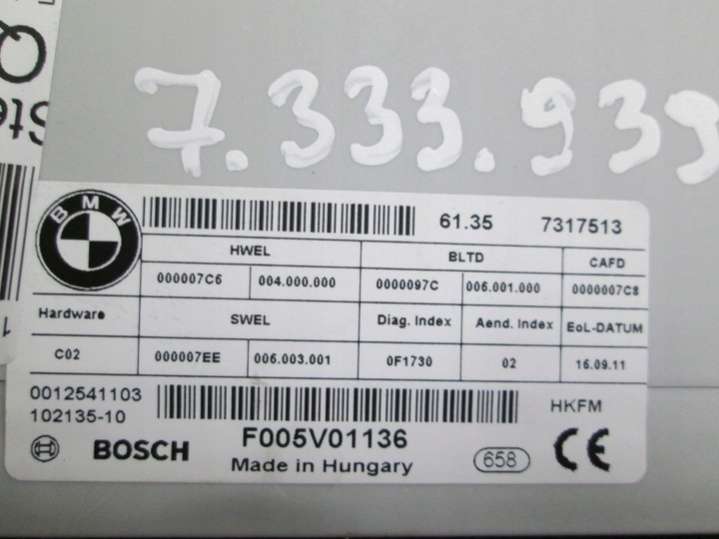 7.333.939
BMW
61.35 7317513
HWEL BLTD CAFD
000007C6 004.000.000 0000097C 006.001.000 0000007C8
Hardware SWEL Diag. Index Aend. Index EoL-DATUM
C02 000007EE 006.003.001 0F1730 02 16.09.11
0012541103
102135-10
HKFM
BOSCH F005V01136
Made in Hungary 658 CE